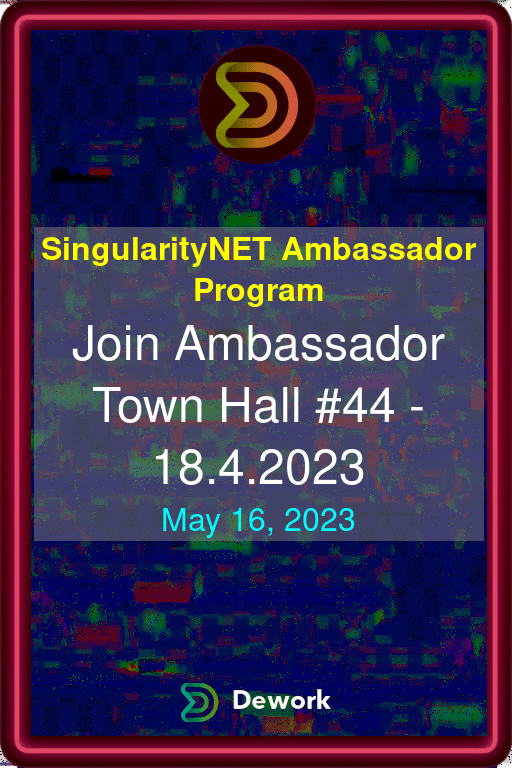 SingularityNET Ambassador
Program
Join Ambassador
Town Hall #44 -
18.4.2023
May 16, 2023
Dework